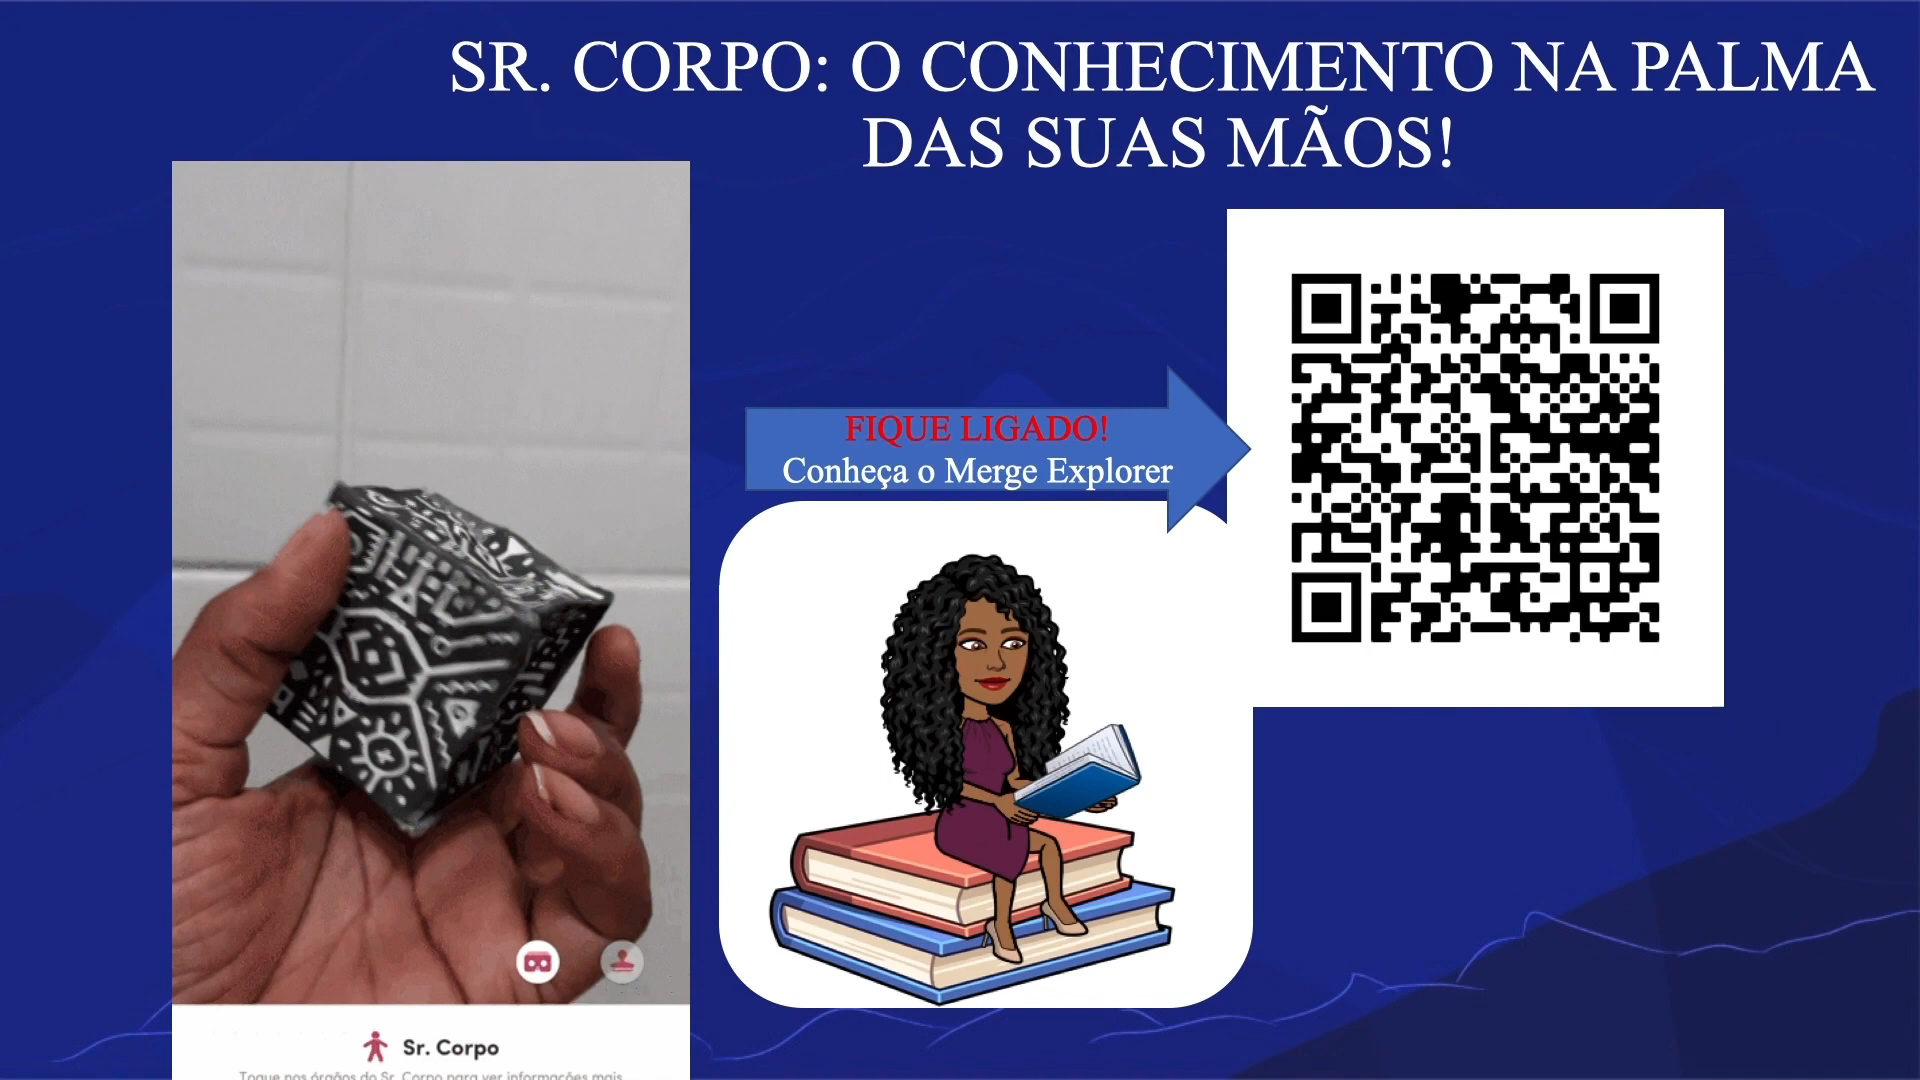 SR. CORPO: O CONHECIMENTO NA PALMA
DAS SUAS MÃOS!
FIQUE LIGADO!
Conheça o Merge Explorer
Sr. Corpo
Toque nos órgãos do Sr. Corpo para ver informações mais